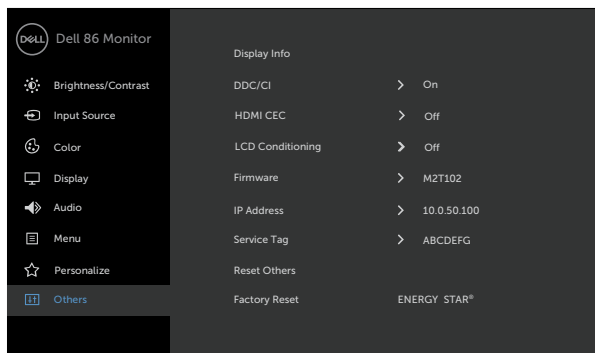 DELL Dell 86 Monitor
Display Info
Brightness/Contrast DDC/CI > On
Input Source HDMI CEC > Off
Color LCD Conditioning > Off
Display Firmware > M2T102
Audio IP Address > 10.0.50.100
Menu Service Tag > ABCDEFG
Personalize Reset Others
Others Factory Reset ENERGY STAR®